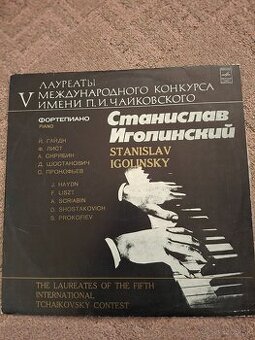 ЛАУРЕАТЫ
V МЕЖДУНАРОДНОГО КОНКУРСА
ИМЕНИ П.И.ЧАЙКОВСКОГО
ФОРТЕПИАНО
PIANO
Станислав
Иголинский
STANISLAV
IGOLINSKY
Й. ГАЙДН
Ф. ЛИСТ
А. СКРЯБИН
Д. ШОСТАКОВИЧ
С. ПРОКОФЬЕВ
J. HAYDN
F. LISZT
A. SCRIABIN
D. SHOSTAKOVICH
S. PROKOFIEV
THE LAUREATES OF THE FIFTH
INTERNATIONAL
TCHAIKOVSKY CONTEST